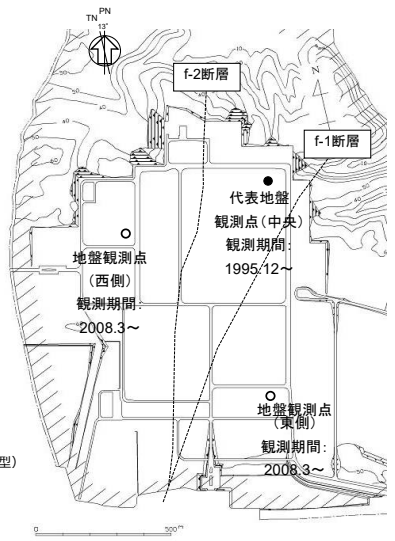 PN
TN
13°
f-2断層
f-1断層
N
代表地盤
観測点(中央)
観測期間:
1995.12~
地盤観測点
(西側)
観測期間:
2008.3~
地盤観測点
(東側)
観測期間:
2008.3~
型)
0 500m